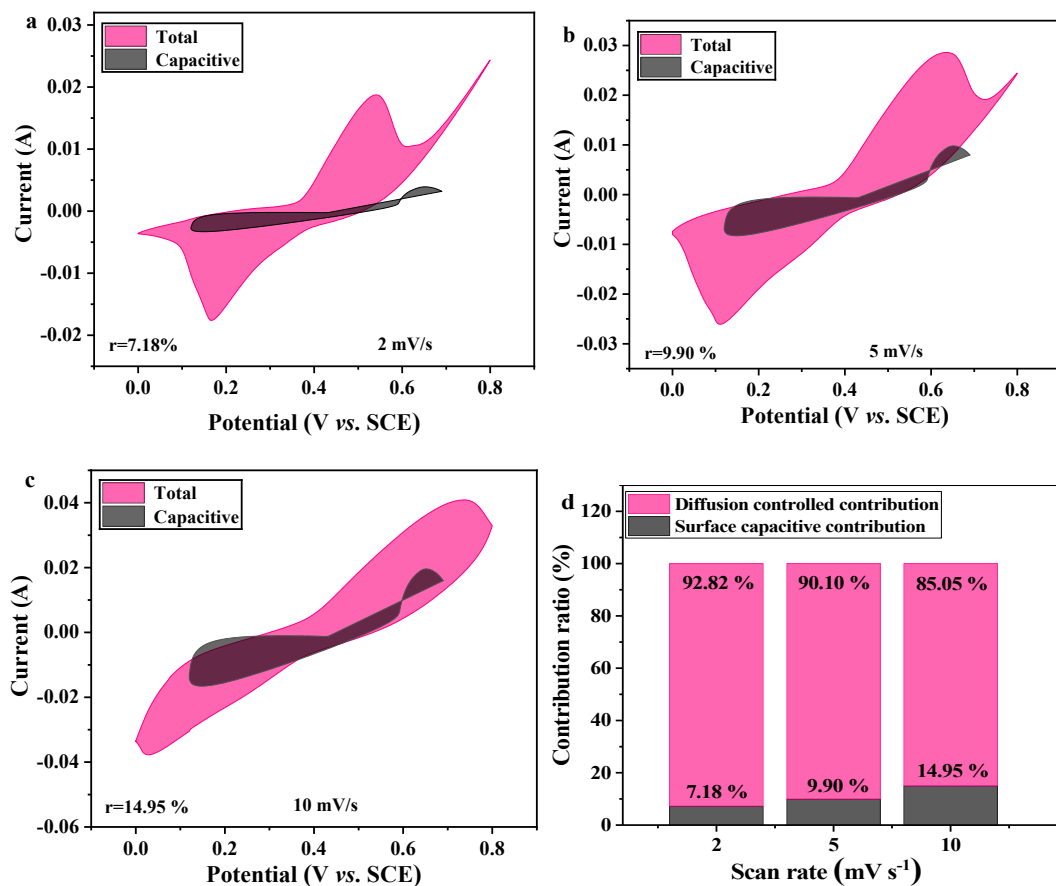 a
Total
Capacitive
0.03
0.02
0.01
0.00
-0.01
-0.02
Current (A)
r=7.18%
2 mV/s
0.0
0.2
0.4
0.6
0.8
Potential (V vs. SCE)
b
Total
Capacitive
0.03
0.02
0.01
0.00
-0.01
-0.02
-0.03
Current (A)
r=9.90 %
5 mV/s
0.0
0.2
0.4
0.6
0.8
Potential (V vs. SCE)
c
Total
Capacitive
0.04
0.02
0.00
-0.02
-0.04
-0.06
Current (A)
r=14.95 %
10 mV/s
0.0
0.2
0.4
0.6
0.8
Potential (V vs. SCE)
d
Diffusion controlled contribution
Surface capacitive contribution
120
100
80
60
40
20
0
Contribution ratio (%)
92.82 %
90.10 %
85.05 %
7.18 %
9.90 %
14.95 %
2
5
10
Scan rate (mV s⁻¹)